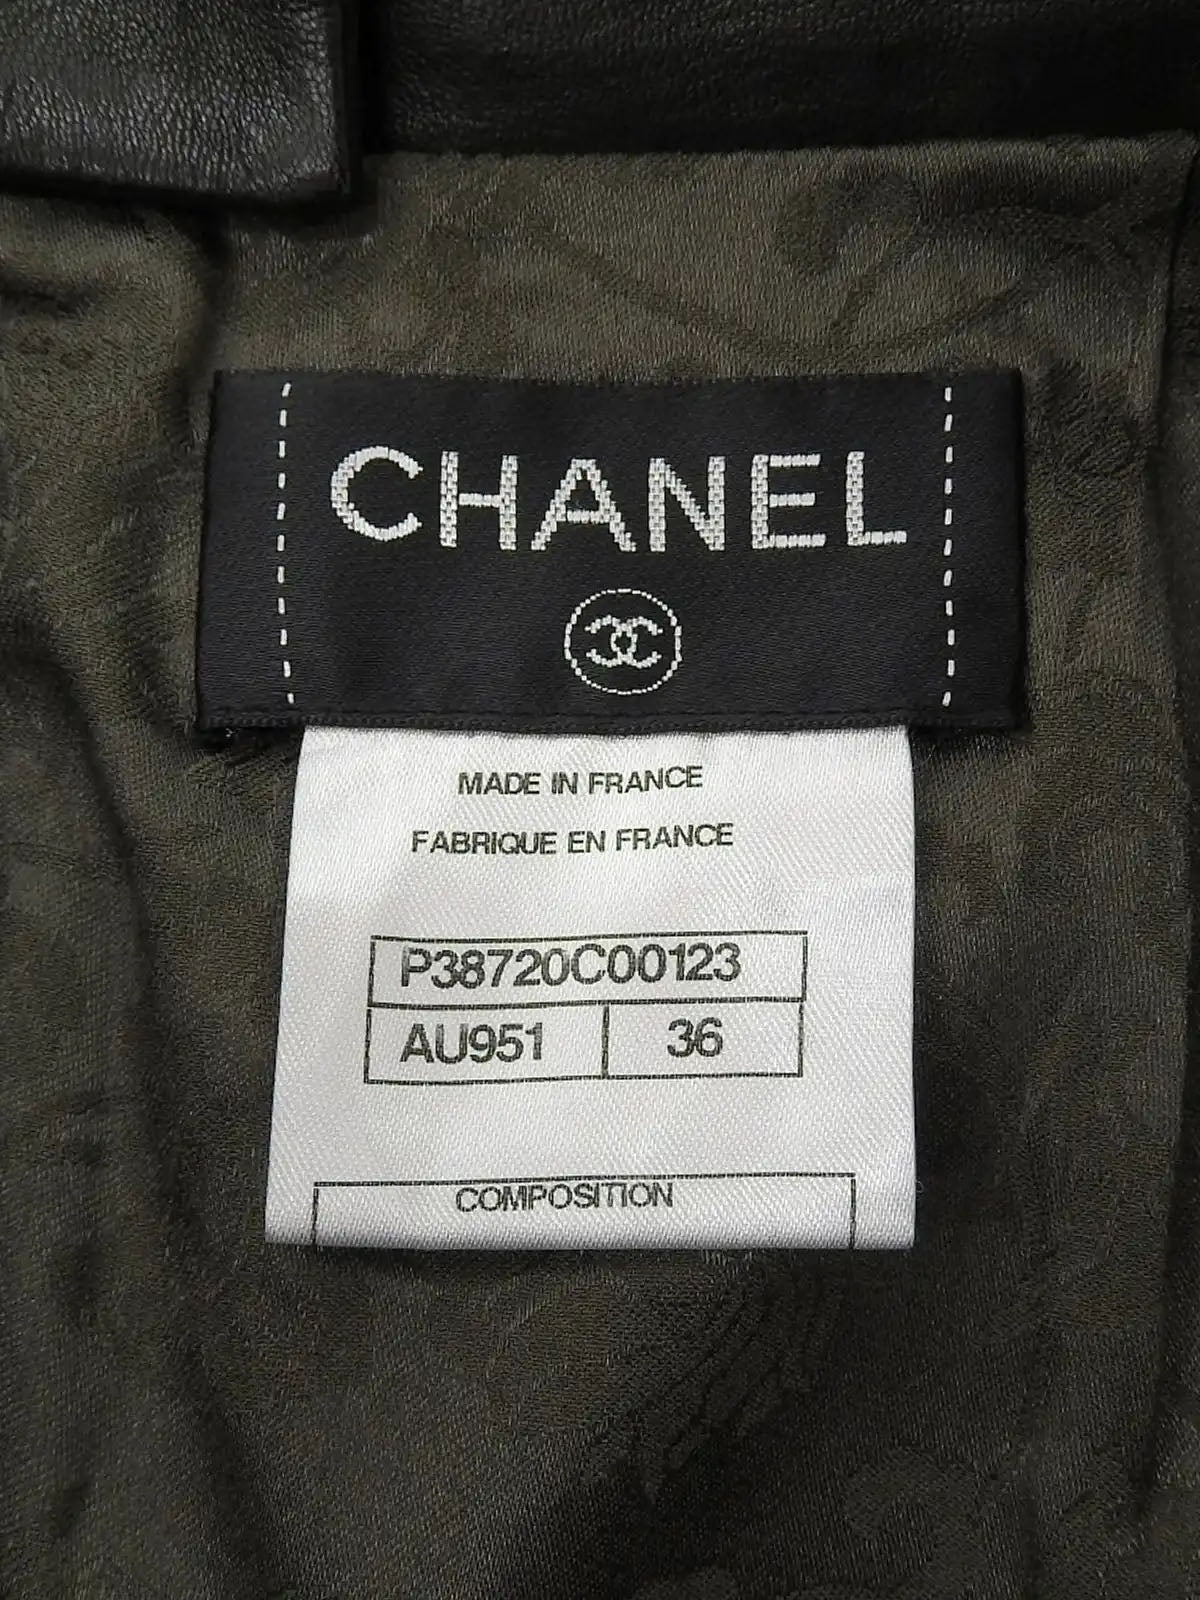 CHANEL
MADE IN FRANCE
FABRIQUE EN FRANCE
P38720C00123
AU951 36
COMPOSITION